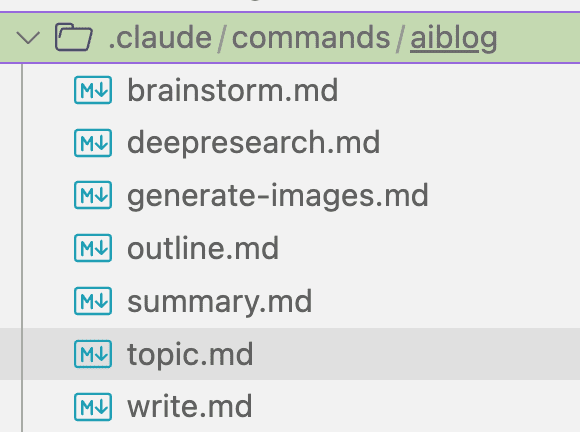 .claude/commands/aiblog
M↓ brainstorm.md
M↓ deepresearch.md
M↓ generate-images.md
M↓ outline.md
M↓ summary.md
M↓ topic.md
M↓ write.md